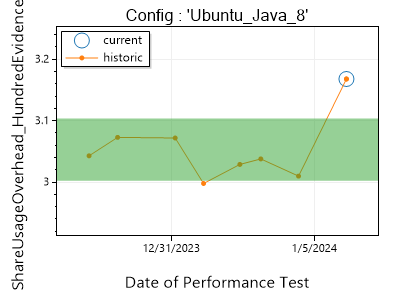 Config : 'Ubuntu_Java_8'
ShareUsageOverhead_HundredEvidence
current
historic
3.2
3.1
3
12/31/2023
1/5/2024
Date of Performance Test